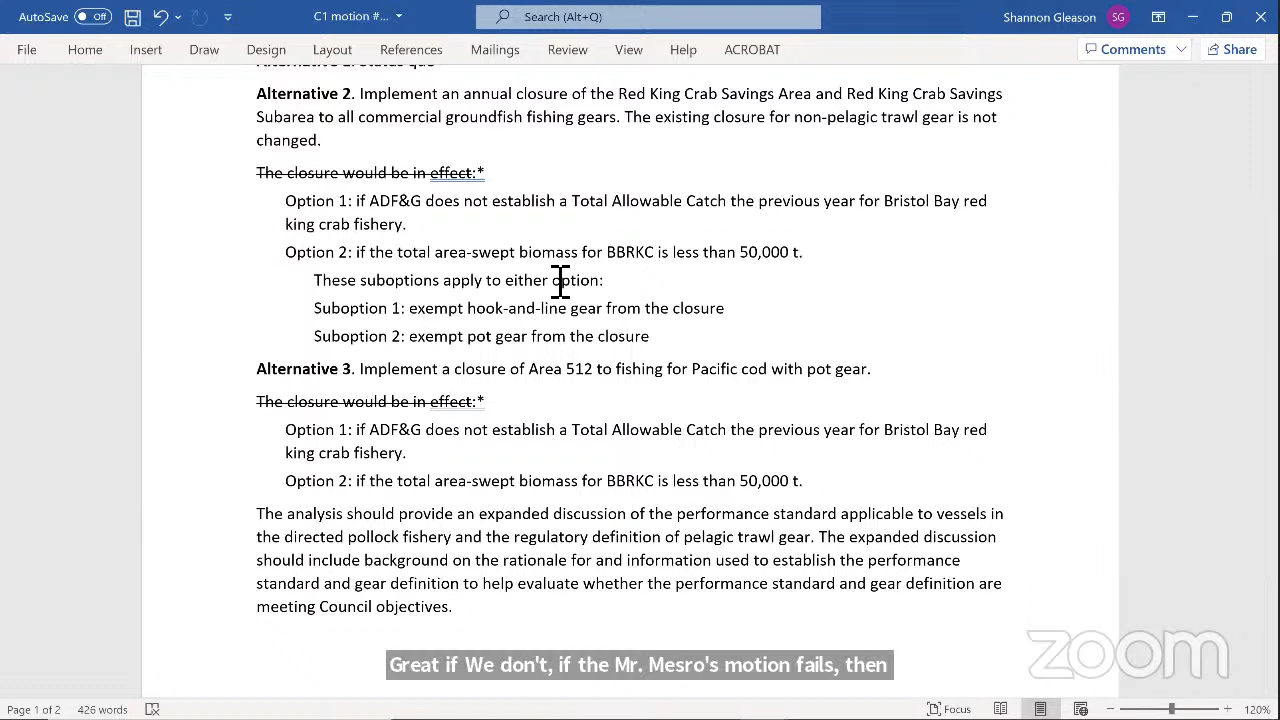 AutoSave Off C1 motion #... Search (Alt+Q) Shannon Gleason SG
File Home Insert Draw Design Layout References Mailings Review View Help ACROBAT Comments Share
Alternative 2. Implement an annual closure of the Red King Crab Savings Area and Red King Crab Savings
Subarea to all commercial groundfish fishing gears. The existing closure for non-pelagic trawl gear is not
changed.
The closure would be in effect:*
Option 1: if ADF&G does not establish a Total Allowable Catch the previous year for Bristol Bay red
king crab fishery.
Option 2: if the total area-swept biomass for BBRKC is less than 50,000 t.
These suboptions apply to either option:
Suboption 1: exempt hook-and-line gear from the closure
Suboption 2: exempt pot gear from the closure
Alternative 3. Implement a closure of Area 512 to fishing for Pacific cod with pot gear.
The closure would be in effect:*
Option 1: if ADF&G does not establish a Total Allowable Catch the previous year for Bristol Bay red
king crab fishery.
Option 2: if the total area-swept biomass for BBRKC is less than 50,000 t.
The analysis should provide an expanded discussion of the performance standard applicable to vessels in
the directed pollock fishery and the regulatory definition of pelagic trawl gear. The expanded discussion
should include background on the rationale for and information used to establish the performance
standard and gear definition to help evaluate whether the performance standard and gear definition are
meeting Council objectives.
zoom
Great if We don't, if the Mr. Mesro's motion fails, then
Page 1 of 2 426 words Focus 120%